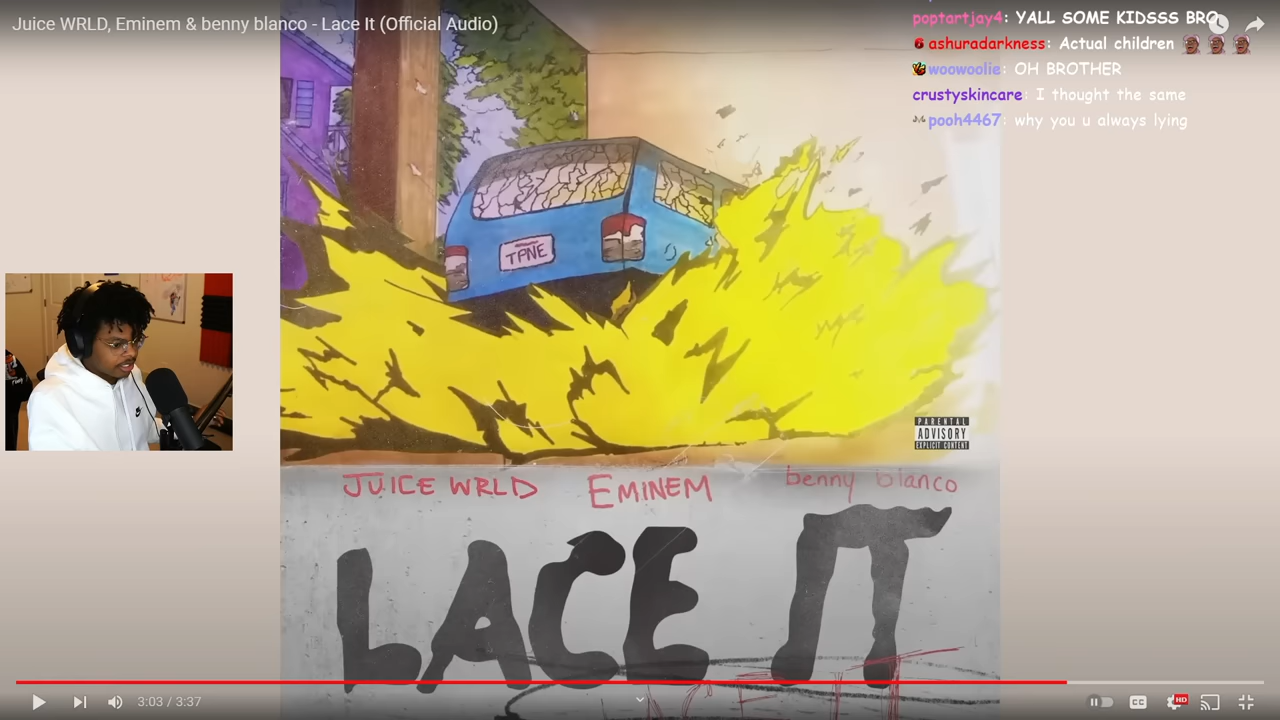 Juice WRLD, Eminem & benny blanco - Lace It (Official Audio)
poptartjay4: YALL SOME KIDSSS BRO
ashuradarkness: Actual children
woowoolie: OH BROTHER
crustyskincare: I thought the same
pooh4467: why you u always lying
TPNE
PARENTAL
ADVISORY
EXPLICIT CONTENT
JUICE WRLD EMINEM benny blanco
LACE IT
3:03 / 3:37
CC
HD